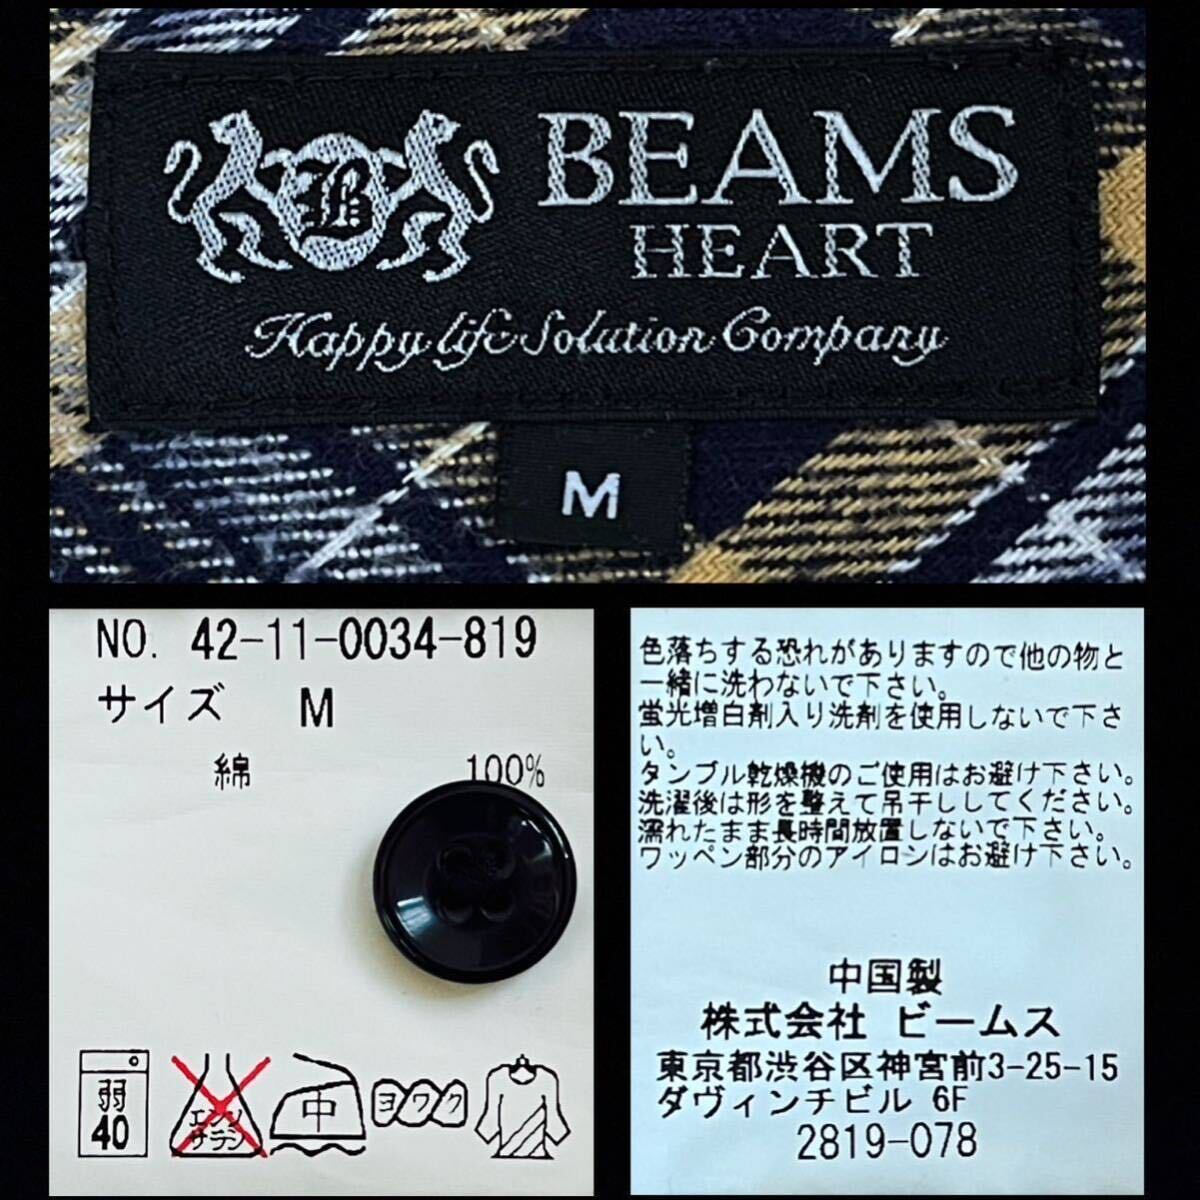 B
BEAMS
HEART
Happy life Solution Company
M
NO. 42-11-0034-819
サイズ M
綿 100%
弱
40
エンソ
サラシ
中
ヨワク
色落ちする恐れがありますので他の物と
一緒に洗わないで下さい。
蛍光増白剤入り洗剤を使用しないで下さ
い。
タンブル乾燥機のご使用はお避け下さい。
洗濯後は形を整えて吊干ししてください。
濡れたまま長時間放置しないで下さい。
ワッペン部分のアイロンはお避け下さい。
中国製
株式会社 ビームス
東京都渋谷区神宮前3-25-15
ダヴィンチビル 6F
2819-078